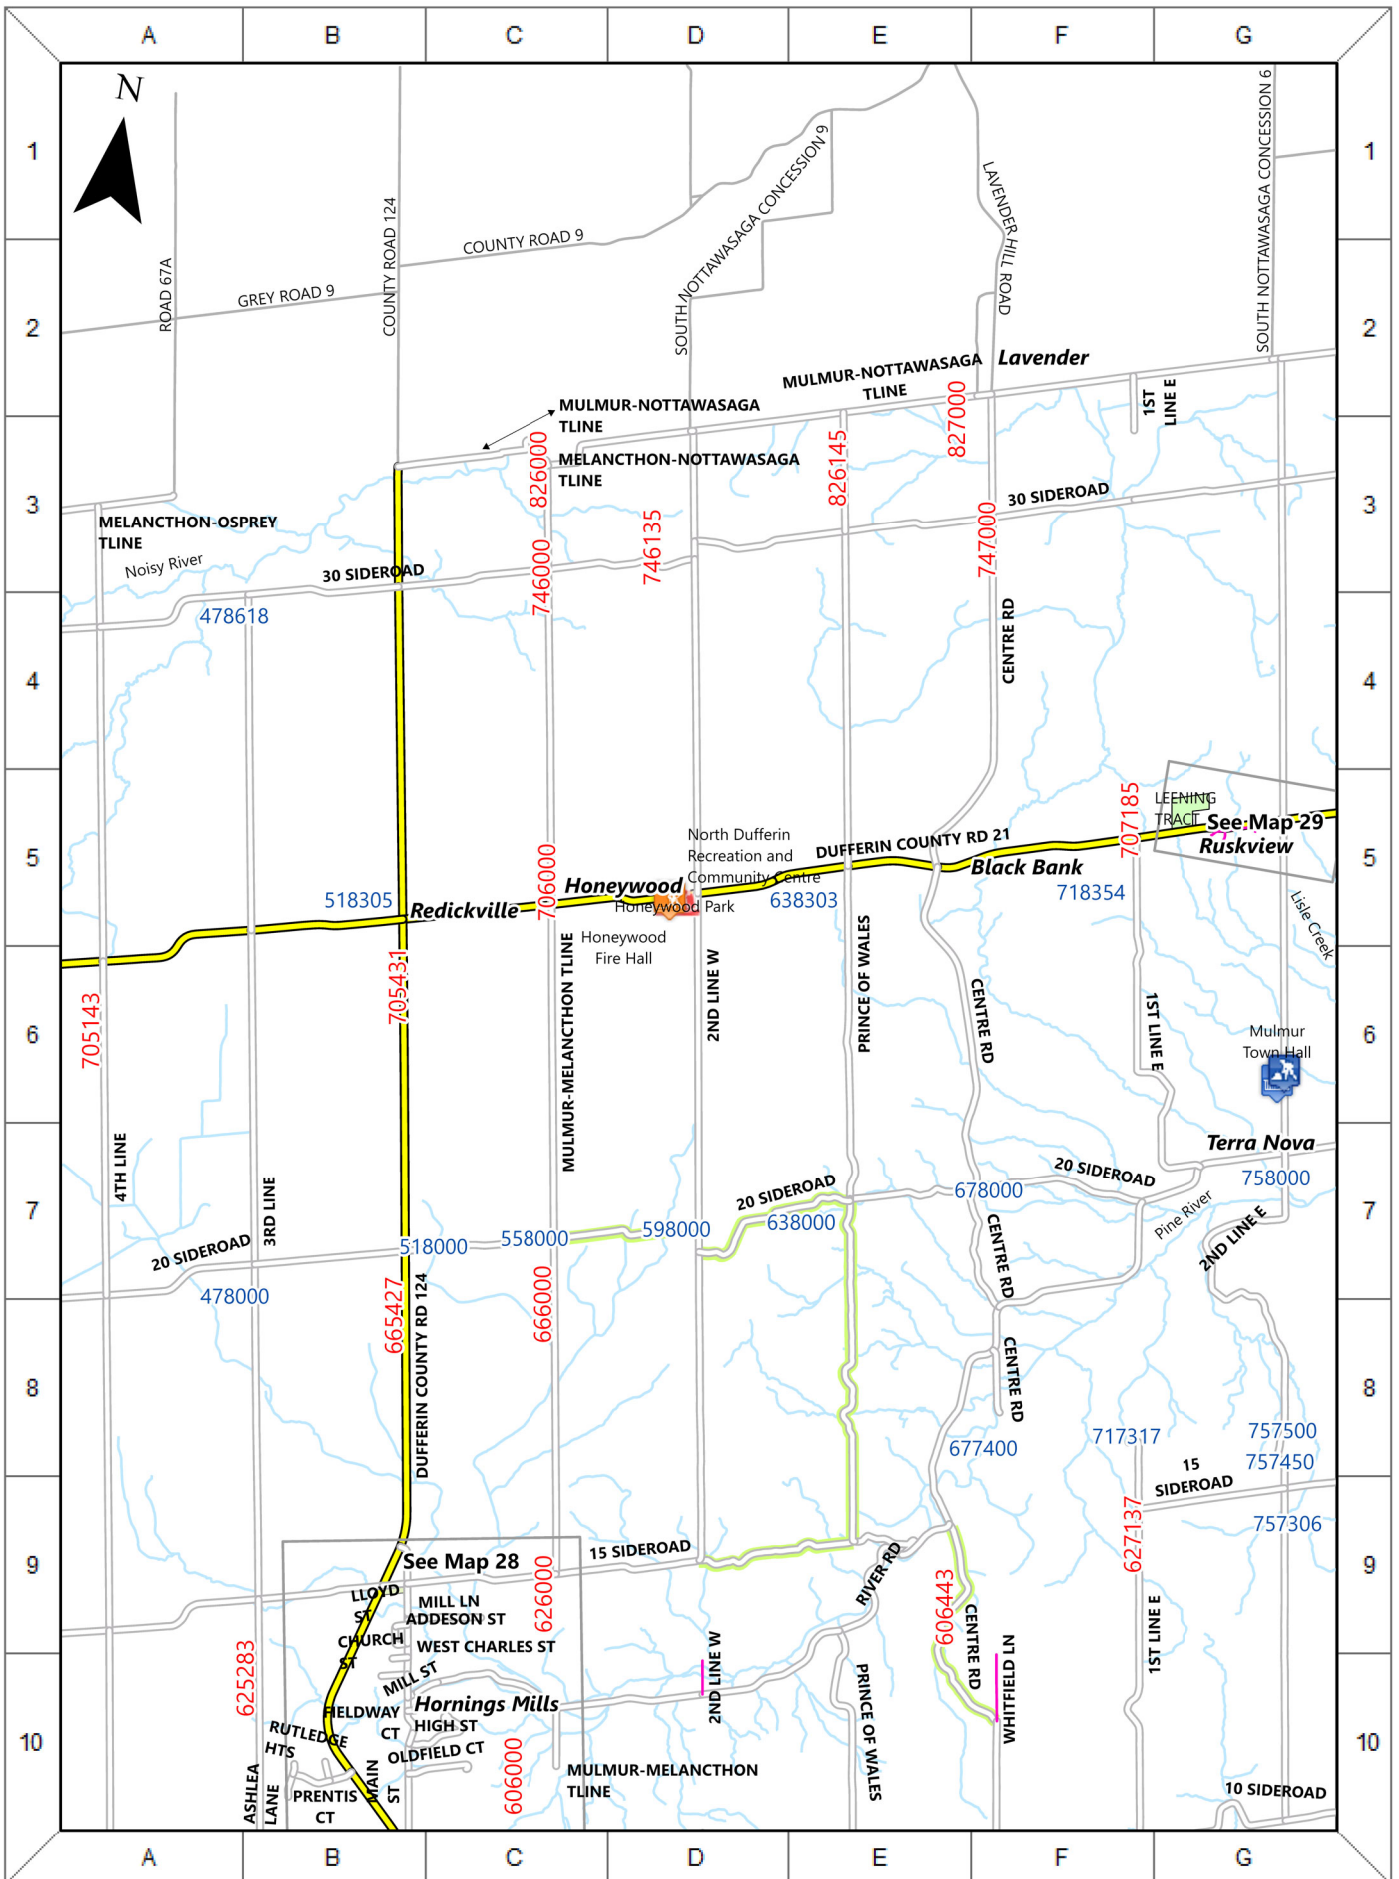 A B C D E F G
N
1 1
SOUTH NOTTAWASAGA CONCESSION 6
SOUTH NOTTAWASAGA CONCESSION 9
LAVENDER HILL ROAD
COUNTY ROAD 124
COUNTY ROAD 9
ROAD 67A
GREY ROAD 9
2 2
Lavender
MULMUR-NOTTAWASAGA
TLINE
827000
1ST
LINE E
MULMUR-NOTTAWASAGA
TLINE
826000
826145
MELANCTHON-NOTTAWASAGA
TLINE
3 3
30 SIDEROAD
MELANCTHON-OSPREY
TLINE
Noisy River
747000
746135
746000
30 SIDEROAD
478618
CENTRE RD
4 4
LEENING
TRACT
707185
See Map 29
Ruskview
North Dufferin
Recreation and
Community Centre
DUFFERIN COUNTY RD 21
5 5
Black Bank
706000
Honeywood
Honeywood Park
518305
Redickville
638303
718354
Lisle Creek
Honeywood
Fire Hall
PRINCE OF WALES
705431
705143
MULMUR-MELANCTHON TLINE
2ND LINE W
CENTRE RD
1ST LINE E
6 6
Mulmur
Town Hall
Terra Nova
4TH LINE
3RD LINE
20 SIDEROAD
20 SIDEROAD
758000
678000
7 7
Pine River
638000
598000
558000
518000
20 SIDEROAD
2ND LINE E
CENTRE RD
478000
665427
666000
DUFFERIN COUNTY RD 124
CENTRE RD
8 8
677400
717317
757500
757450
15
SIDEROAD
757306
627137
See Map 28
15 SIDEROAD
9 9
626000
RIVER RD
606443
LLOYD
ST
MILL LN
ADDESON ST
CHURCH
ST
WEST CHARLES ST
CENTRE RD
WHITFIELD LN
1ST LINE E
625283
MILL ST
2ND LINE W
PRINCE OF WALES
Hornings Mills
FIELDWAY
CT
HIGH ST
RUTLEDGE
HTS
OLDFIELD CT
10 10
606000
MULMUR-MELANCTHON
TLINE
ASHLEA
LANE
PRENTIS
CT
MAIN
ST
10 SIDEROAD
A B C D E F G